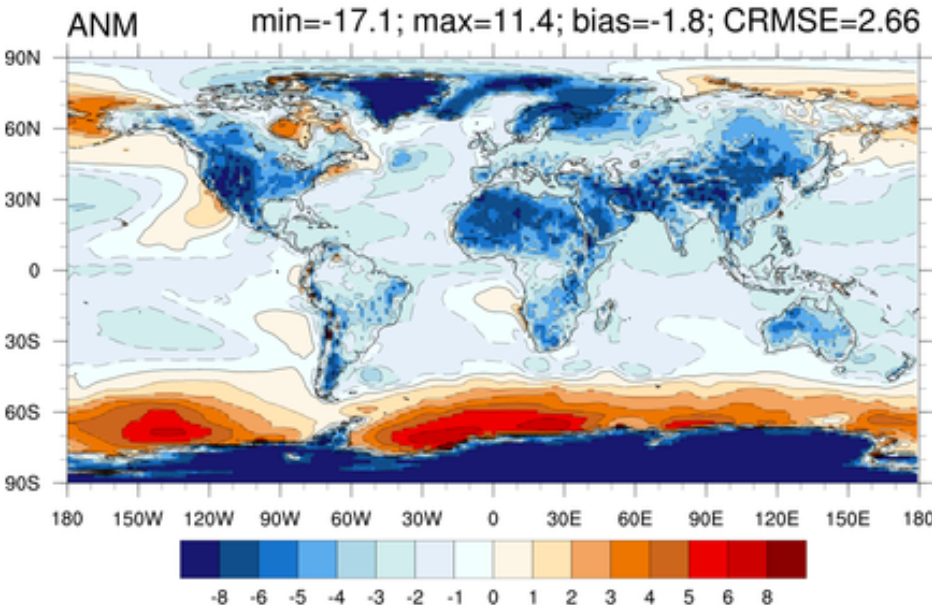 ANM min=-17.1; max=11.4; bias=-1.8; CRMSE=2.66
90N
60N
30N
0
30S
60S
90S
180 150W 120W 90W 60W 30W 0 30E 60E 90E 120E 150E 180
-8 -6 -5 -4 -3 -2 -1 0 1 2 3 4 5 6 8